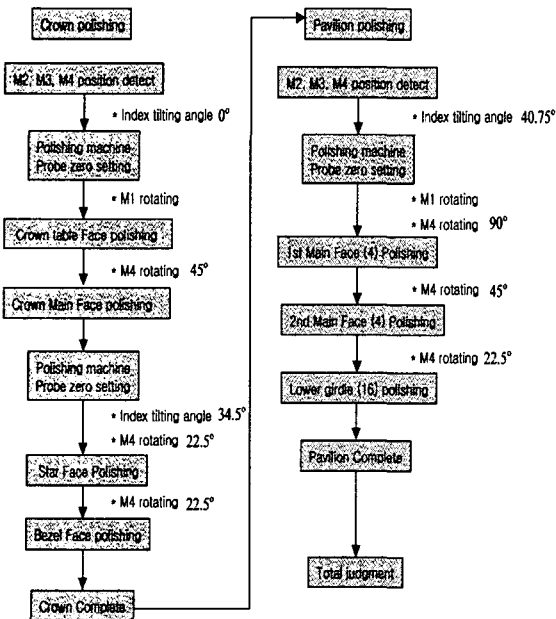 Crown polishing
M2, M3, M4 position detect
* Index tilting angle 0°
Polishing machine
Probe zero setting
* M1 rotating
Crown table Face polishing
* M4 rotating 45°
Crown Main Face polishing
Polishing machine
Probe zero setting
* Index tilting angle 34.5°
* M4 rotating 22.5°
Star Face Polishing
* M4 rotating 22.5°
Bezel Face polishing
Crown Complete
Pavilion polishing
M2, M3, M4 position detect
* Index tilting angle 40.75°
Polishing machine
Probe zero setting
* M1 rotating
* M4 rotating 90°
1st Main Face (4) Polishing
* M4 rotating 45°
2nd Main Face (4) Polishing
* M4 rotating 22.5°
Lower girdle (16) polishing
Pavilion Complete
Total judgment